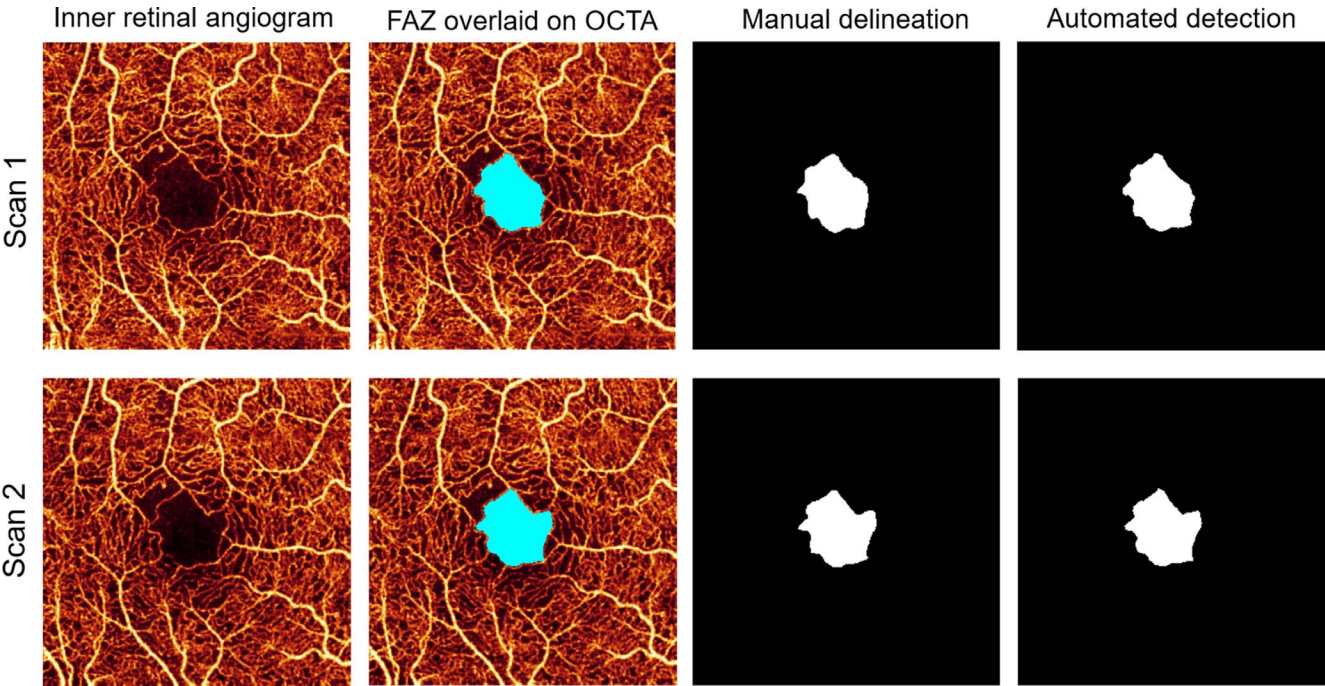 Inner retinal angiogram
FAZ overlaid on OCTA
Manual delineation
Automated detection
Scan 1
Scan 2